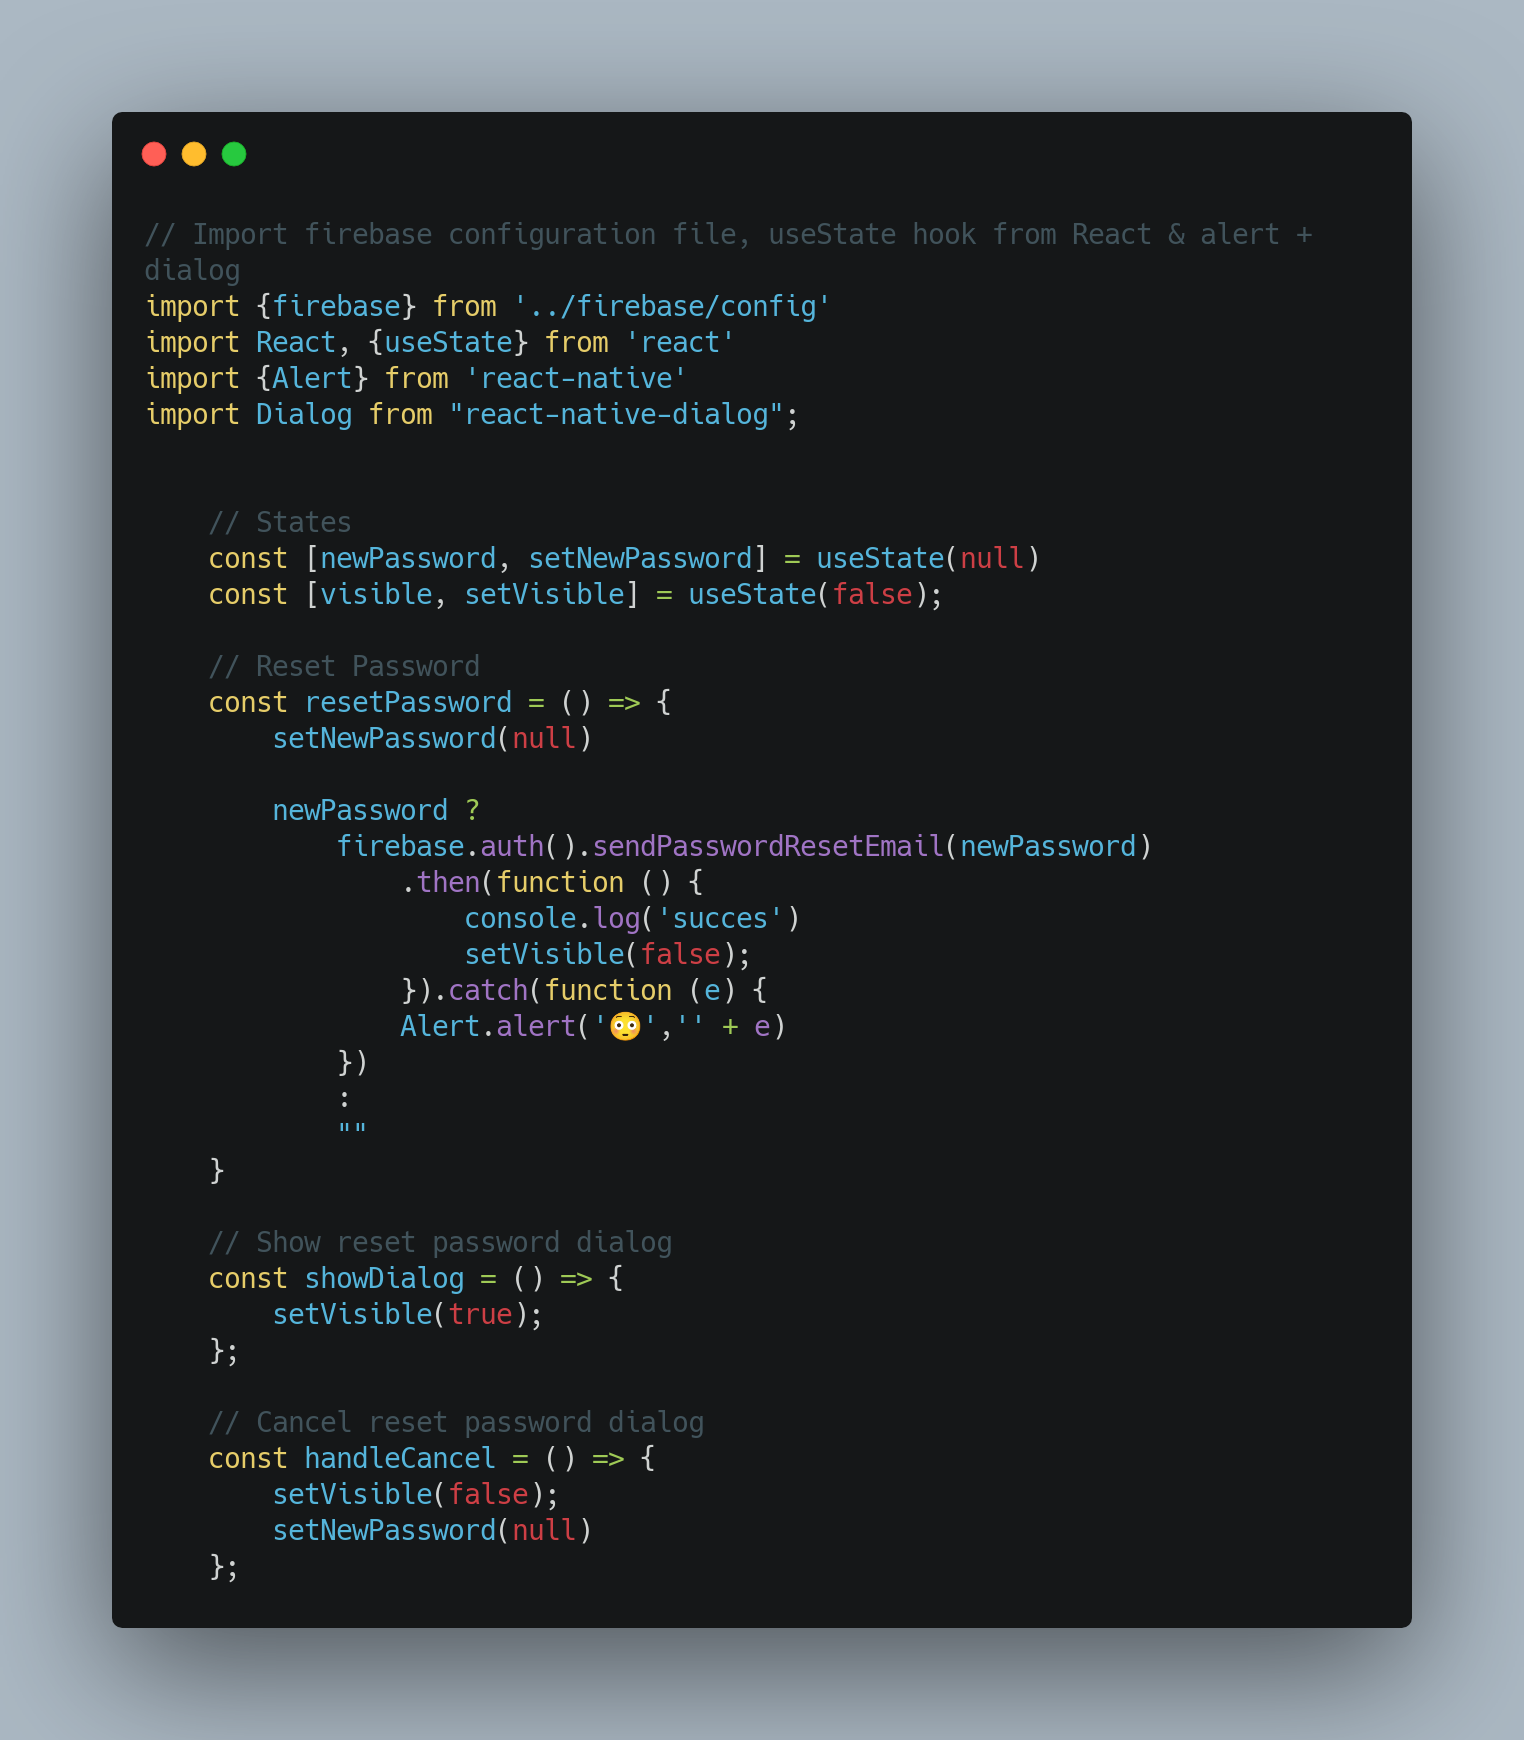 // Import firebase configuration file, useState hook from React & alert +
dialog
import {firebase} from '../firebase/config'
import React, {useState} from 'react'
import {Alert} from 'react-native'
import Dialog from "react-native-dialog";
// States
const [newPassword, setNewPassword] = useState(null)
const [visible, setVisible] = useState(false);
// Reset Password
const resetPassword = () => {
setNewPassword(null)
newPassword ?
firebase.auth().sendPasswordResetEmail(newPassword)
.then(function () {
console.log('succes')
setVisible(false);
}).catch(function (e) {
Alert.alert('😳','' + e)
})
:
""
}
// Show reset password dialog
const showDialog = () => {
setVisible(true);
};
// Cancel reset password dialog
const handleCancel = () => {
setVisible(false);
setNewPassword(null)
};